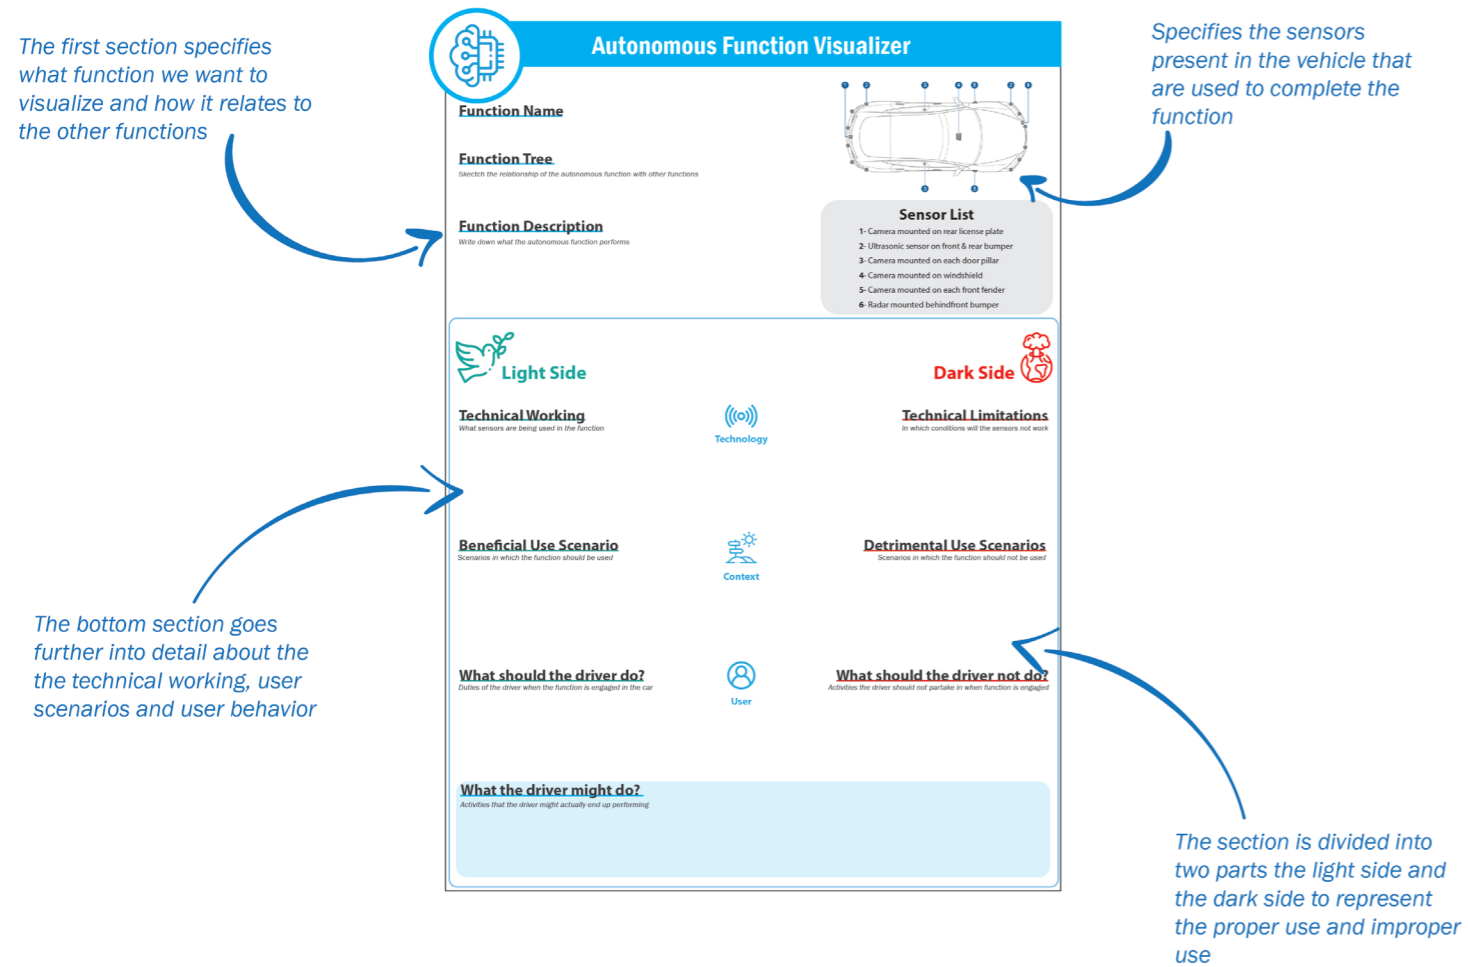 The first section specifies
what function we want to
visualize and how it relates to
the other functions
Autonomous Function Visualizer
Specifies the sensors
present in the vehicle that
are used to complete the
function
Function Name
Function Tree
Skectch the relationship of the autonomous function with other functions
Function Description
Write down what the autonomous function performs
1 2 3 4 5 2 6
3 5
Sensor List
1- Camera mounted on rear license plate
2- Ultrasonic sensor on front & rear bumper
3- Camera mounted on each door pillar
4- Camera mounted on windshield
5- Camera mounted on each front fender
6- Radar mounted behindfront bumper
Light Side
Dark Side
Technical Working
What sensors are being used in the function
Technology
Technical Limitations
In which conditions will the sensors not work
Beneficial Use Scenario
Scenarios in which the function should be used
Context
Detrimental Use Scenarios
Scenarios in which the function should not be used
The bottom section goes
further into detail about the
the technical working, user
scenarios and user behavior
What should the driver do?
Duties of the driver when the function is engaged in the car
User
What should the driver not do?
Activities the driver should not partake in when function is engaged
What the driver might do?
Activities that the driver might actually end up performing
The section is divided into
two parts the light side and
the dark side to represent
the proper use and improper
use